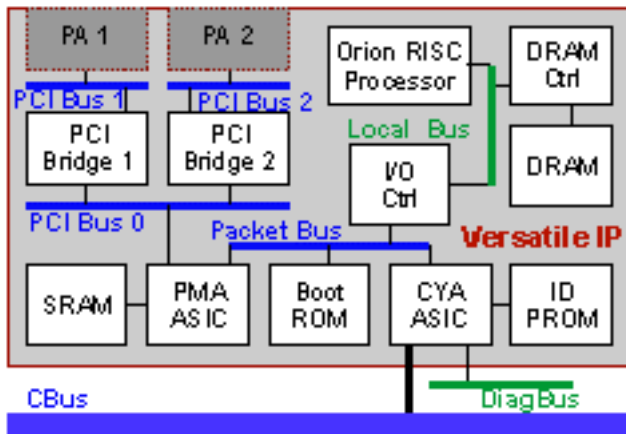 PA 1
PA 2
Orion RISC
Processor
DRAM
Ctrl
PCI Bus 1
PCI Bus 2
PCI
Bridge 1
PCI
Bridge 2
Local Bus
I/O
Ctrl
DRAM
PCI Bus 0
Packet Bus
Versatile IP
SRAM
PMA
ASIC
Boot
ROM
CYA
ASIC
ID
PROM
CBus
DiagBus